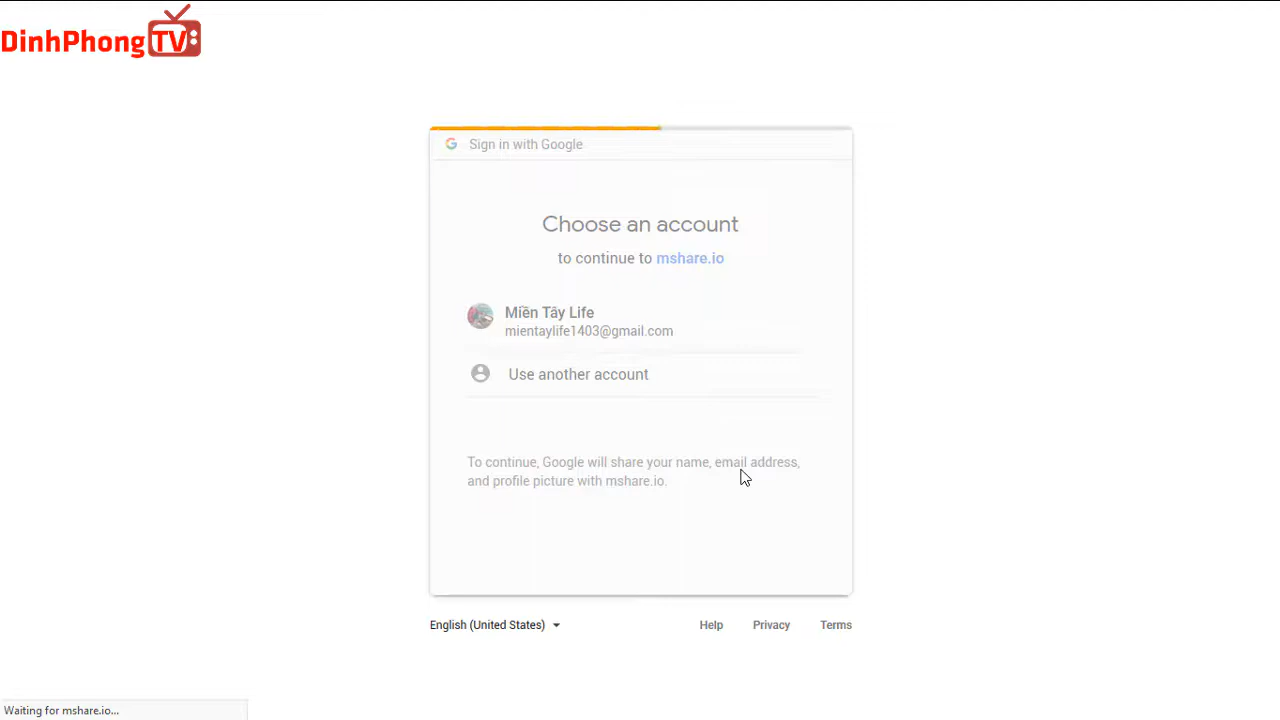 DinhPhongTV
Sign in with Google
Choose an account
to continue to mshare.io
Miền Tây Life
mientaylife1403@gmail.com
Use another account
To continue, Google will share your name, email address,
and profile picture with mshare.io.
English (United States)
Help
Privacy
Terms
Waiting for mshare.io...